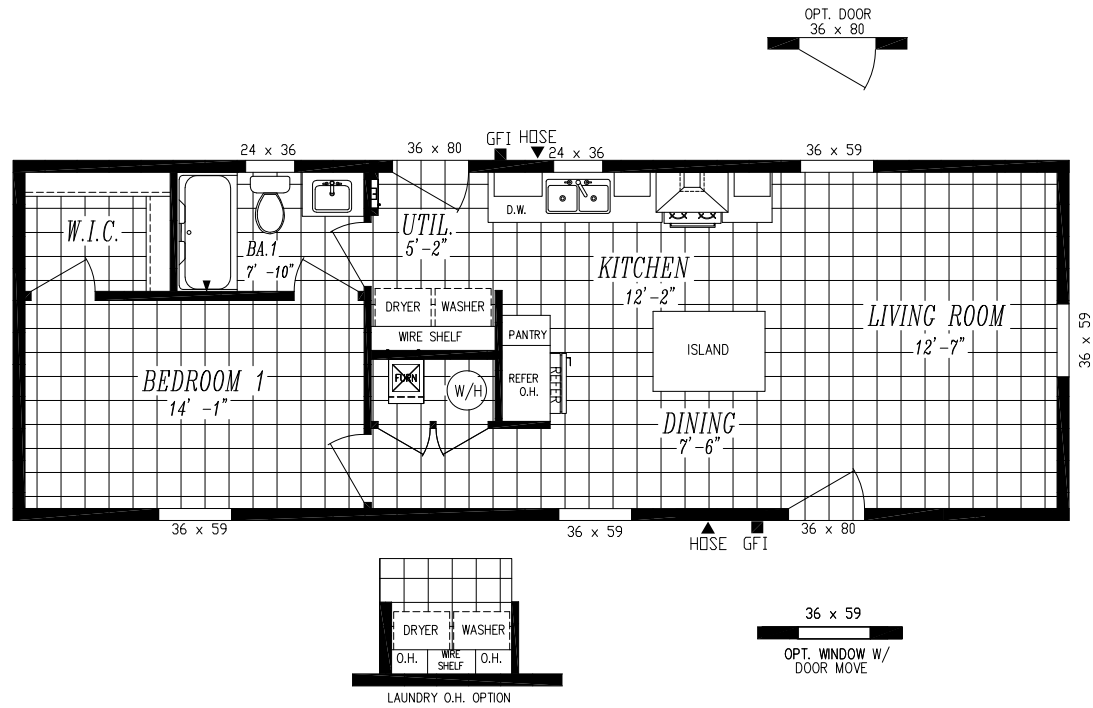 OPT. DOOR
36 x 80
24 x 36
36 x 80
GFI HOSE
24 x 36
36 x 59
W.I.C.
BA.1
7' -10"
UTIL.
5'-2"
D.W.
KITCHEN
12'-2"
LIVING ROOM
12'-7"
36 x 59
DRYER
WASHER
WIRE SHELF
PANTRY
ISLAND
BEDROOM 1
14' -1"
FURN
W/H
REFER
O.H.
REFER
DINING
7'-6"
36 x 59
36 x 59
HOSE GFI
36 x 80
DRYER
WASHER
O.H.
WIRE
SHELF
O.H.
LAUNDRY O.H. OPTION
36 x 59
OPT. WINDOW W/
DOOR MOVE